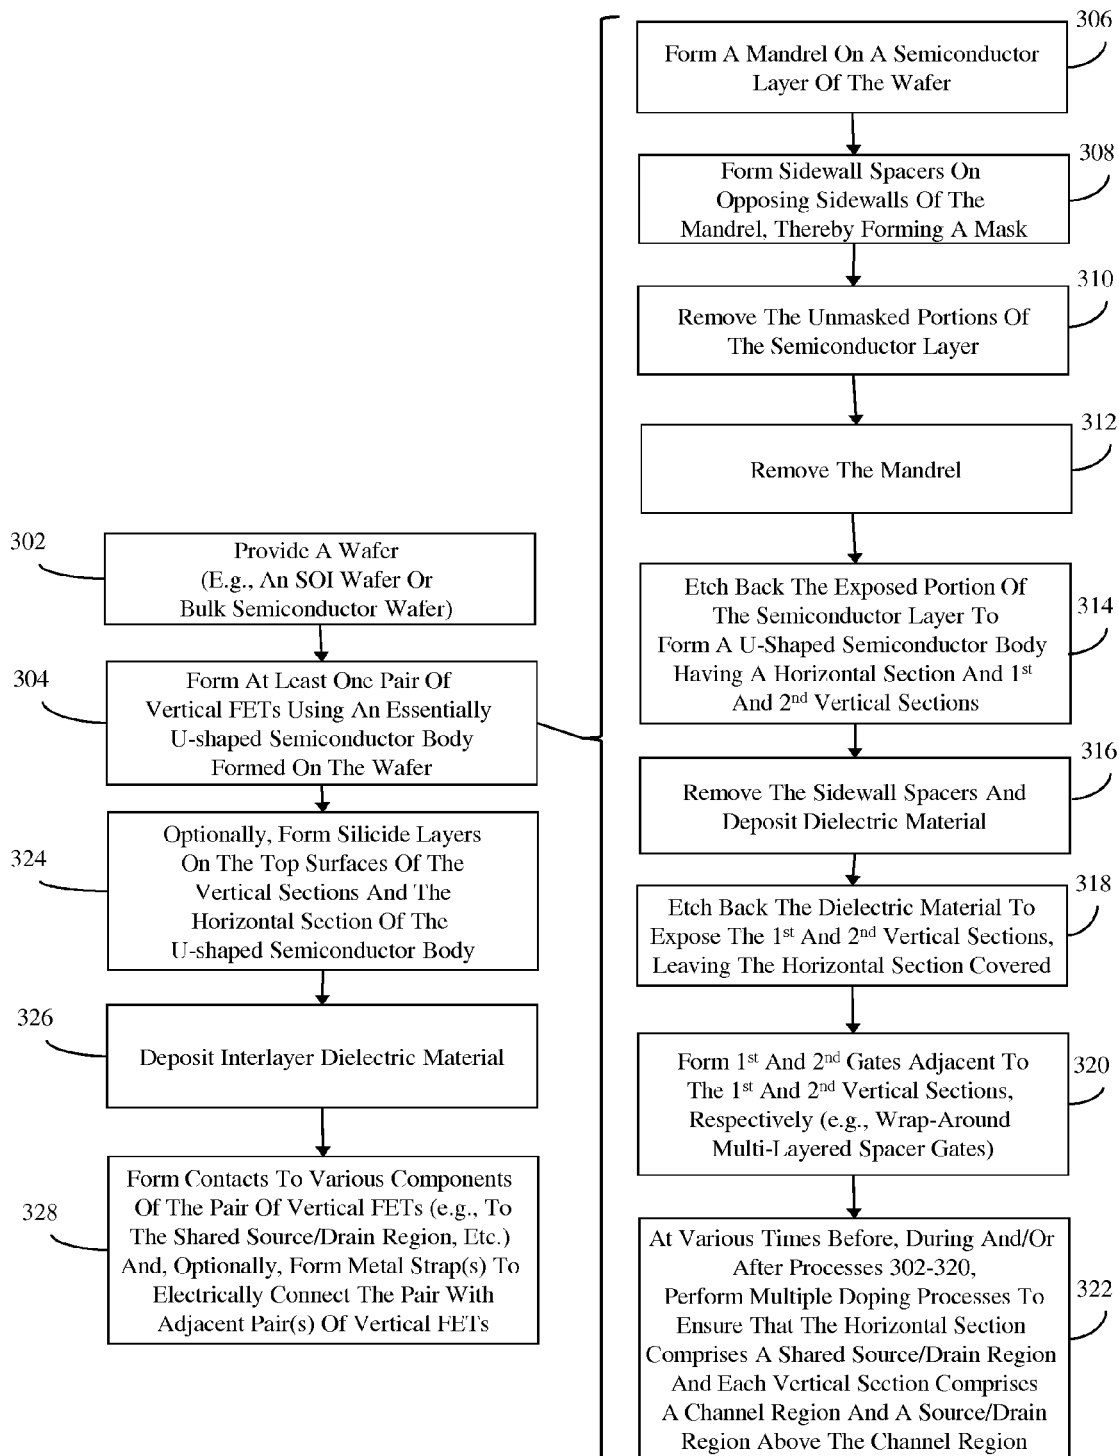 302
Provide A Wafer
(E.g., An SOI Wafer Or
Bulk Semiconductor Wafer)
304
Form At Least One Pair Of
Vertical FETs Using An Essentially
U-shaped Semiconductor Body
Formed On The Wafer
324
Optionally, Form Silicide Layers
On The Top Surfaces Of The
Vertical Sections And The
Horizontal Section Of The
U-shaped Semiconductor Body
326
Deposit Interlayer Dielectric Material
328
Form Contacts To Various Components
Of The Pair Of Vertical FETs (e.g., To
The Shared Source/Drain Region, Etc.)
And, Optionally, Form Metal Strap(s) To
Electrically Connect The Pair With
Adjacent Pair(s) Of Vertical FETs
306
Form A Mandrel On A Semiconductor
Layer Of The Wafer
308
Form Sidewall Spacers On
Opposing Sidewalls Of The
Mandrel, Thereby Forming A Mask
310
Remove The Unmasked Portions Of
The Semiconductor Layer
312
Remove The Mandrel
314
Etch Back The Exposed Portion Of
The Semiconductor Layer To
Form A U-Shaped Semiconductor Body
Having A Horizontal Section And 1st
And 2nd Vertical Sections
316
Remove The Sidewall Spacers And
Deposit Dielectric Material
318
Etch Back The Dielectric Material To
Expose The 1st And 2nd Vertical Sections,
Leaving The Horizontal Section Covered
320
Form 1st And 2nd Gates Adjacent To
The 1st And 2nd Vertical Sections,
Respectively (e.g., Wrap-Around
Multi-Layered Spacer Gates)
322
At Various Times Before, During And/Or
After Processes 302-320,
Perform Multiple Doping Processes To
Ensure That The Horizontal Section
Comprises A Shared Source/Drain Region
And Each Vertical Section Comprises
A Channel Region And A Source/Drain
Region Above The Channel Region